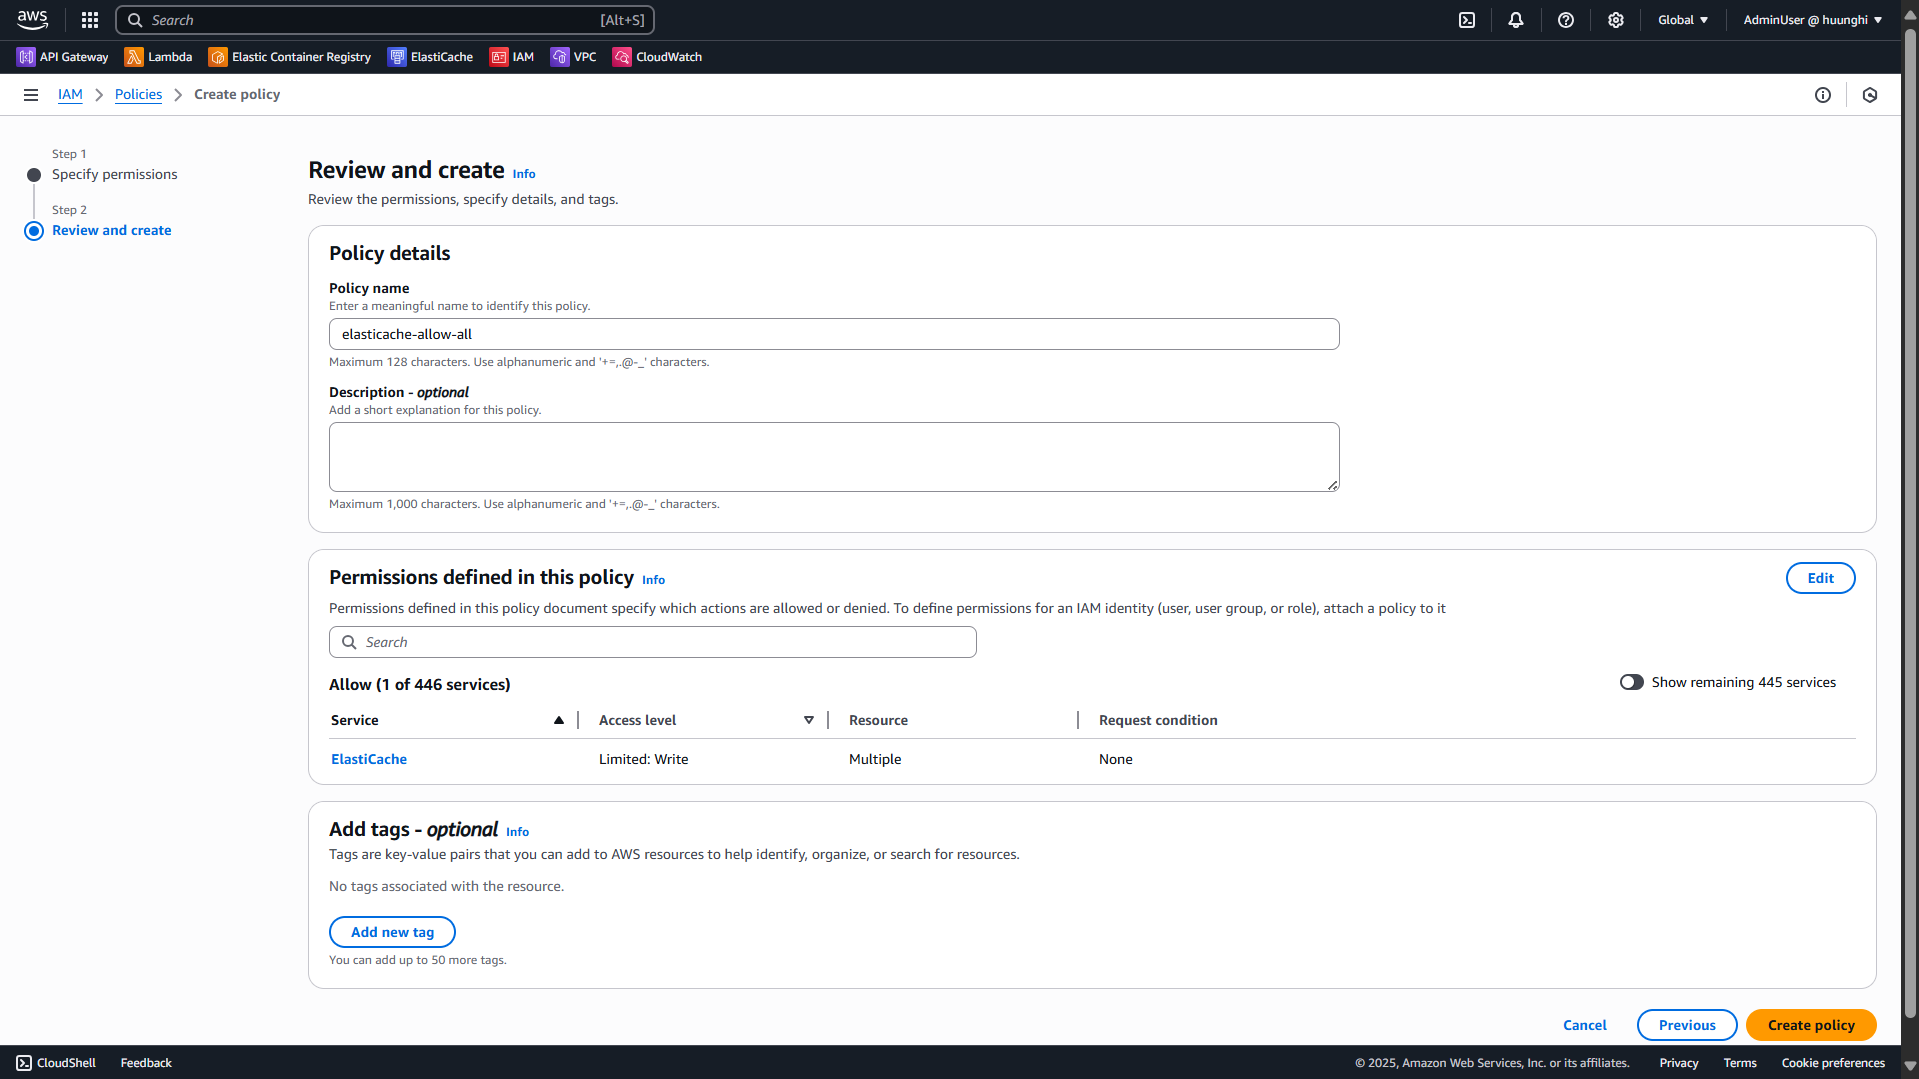 aws
Search [Alt+S]
Global
AdminUser @ huunghi
API Gateway
Lambda
Elastic Container Registry
ElastiCache
IAM
VPC
CloudWatch
IAM
Policies
Create policy
Step 1
Specify permissions
Step 2
Review and create
Review and create Info
Review the permissions, specify details, and tags.
Policy details
Policy name
Enter a meaningful name to identify this policy.
elasticache-allow-all
Maximum 128 characters. Use alphanumeric and '+=,.@-_' characters.
Description - optional
Add a short explanation for this policy.
Maximum 1,000 characters. Use alphanumeric and '+=,.@-_' characters.
Permissions defined in this policy Info
Edit
Permissions defined in this policy document specify which actions are allowed or denied. To define permissions for an IAM identity (user, user group, or role), attach a policy to it
Search
Allow (1 of 446 services)
Show remaining 445 services
Service Access level Resource Request condition
ElastiCache Limited: Write Multiple None
Add tags - optional Info
Tags are key-value pairs that you can add to AWS resources to help identify, organize, or search for resources.
No tags associated with the resource.
Add new tag
You can add up to 50 more tags.
Cancel Previous Create policy
CloudShell Feedback © 2025, Amazon Web Services, Inc. or its affiliates. Privacy Terms Cookie preferences